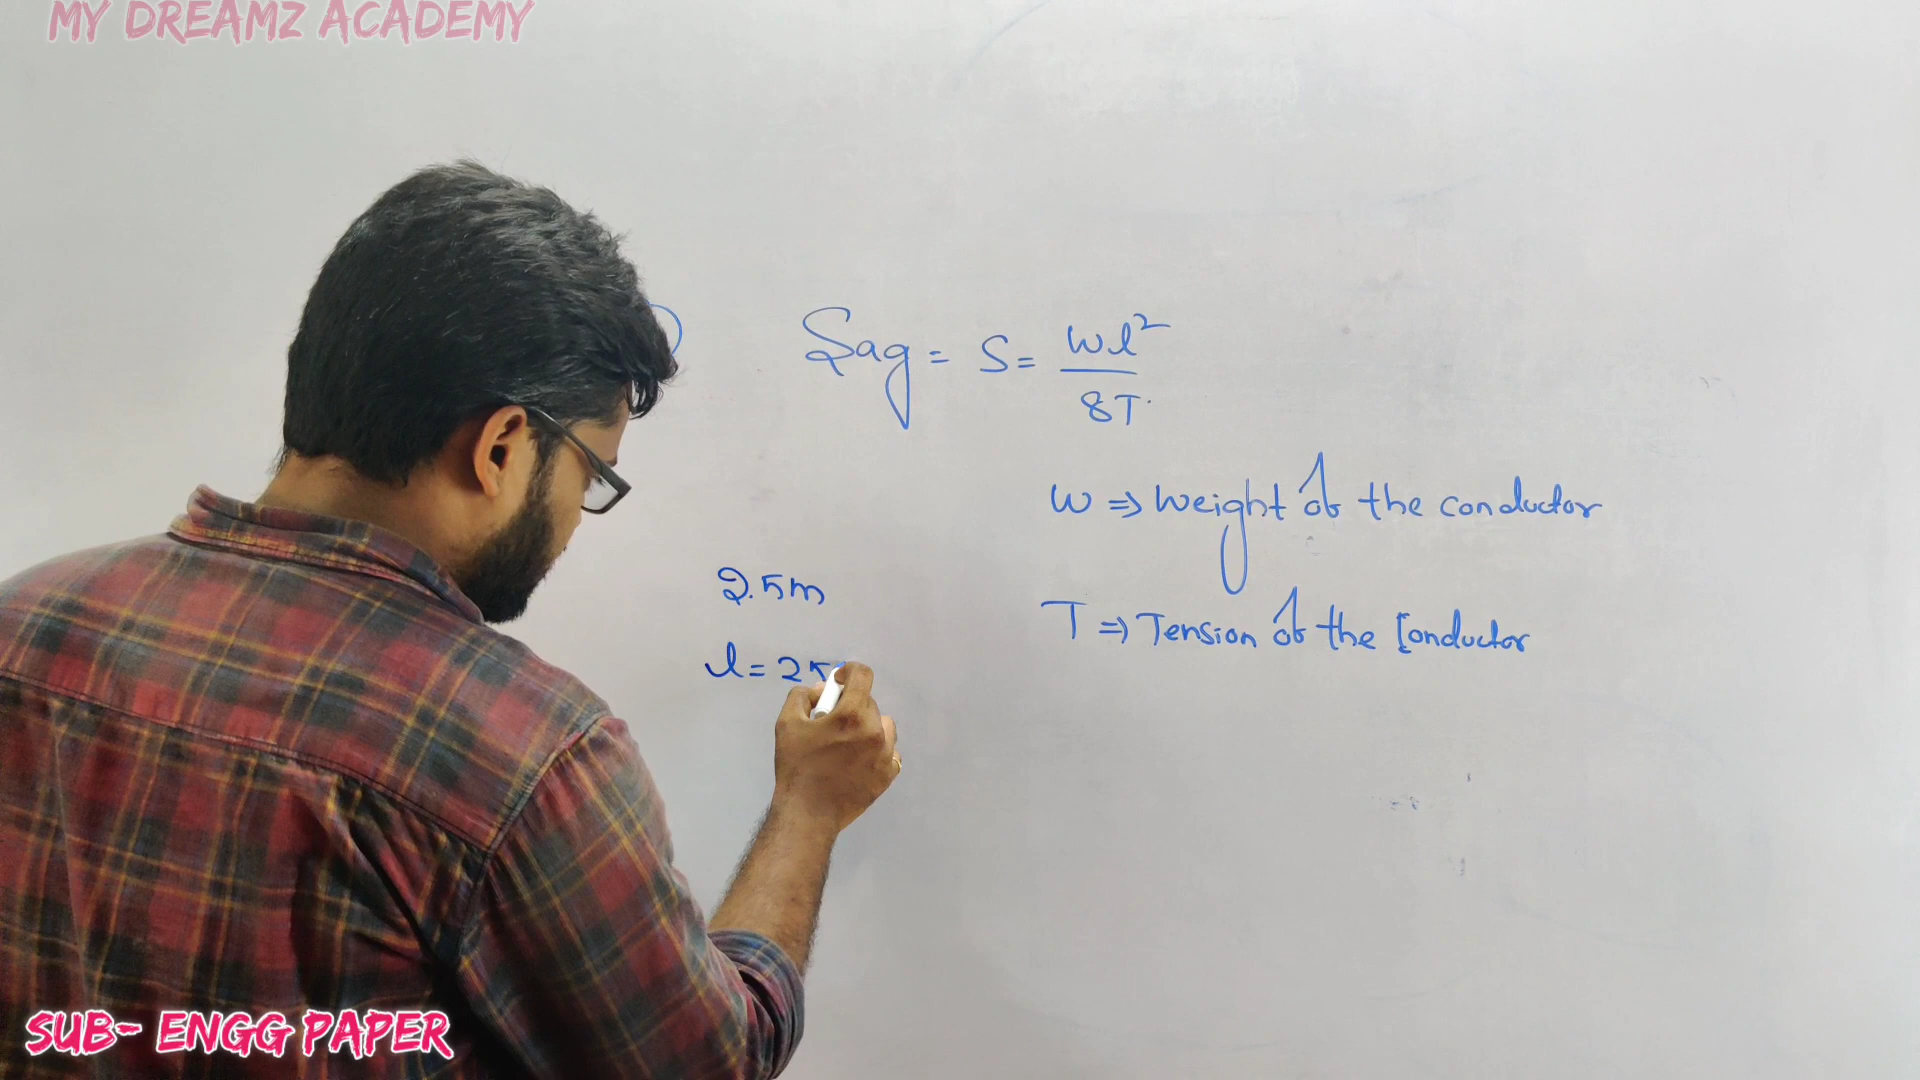 MY DREAMZ ACADEMY
Sag = S = wl²/8T
w ⇒ weight of the conductor
2.5m
T ⇒ Tension of the Conductor
l = 25
SUB- ENGG PAPER